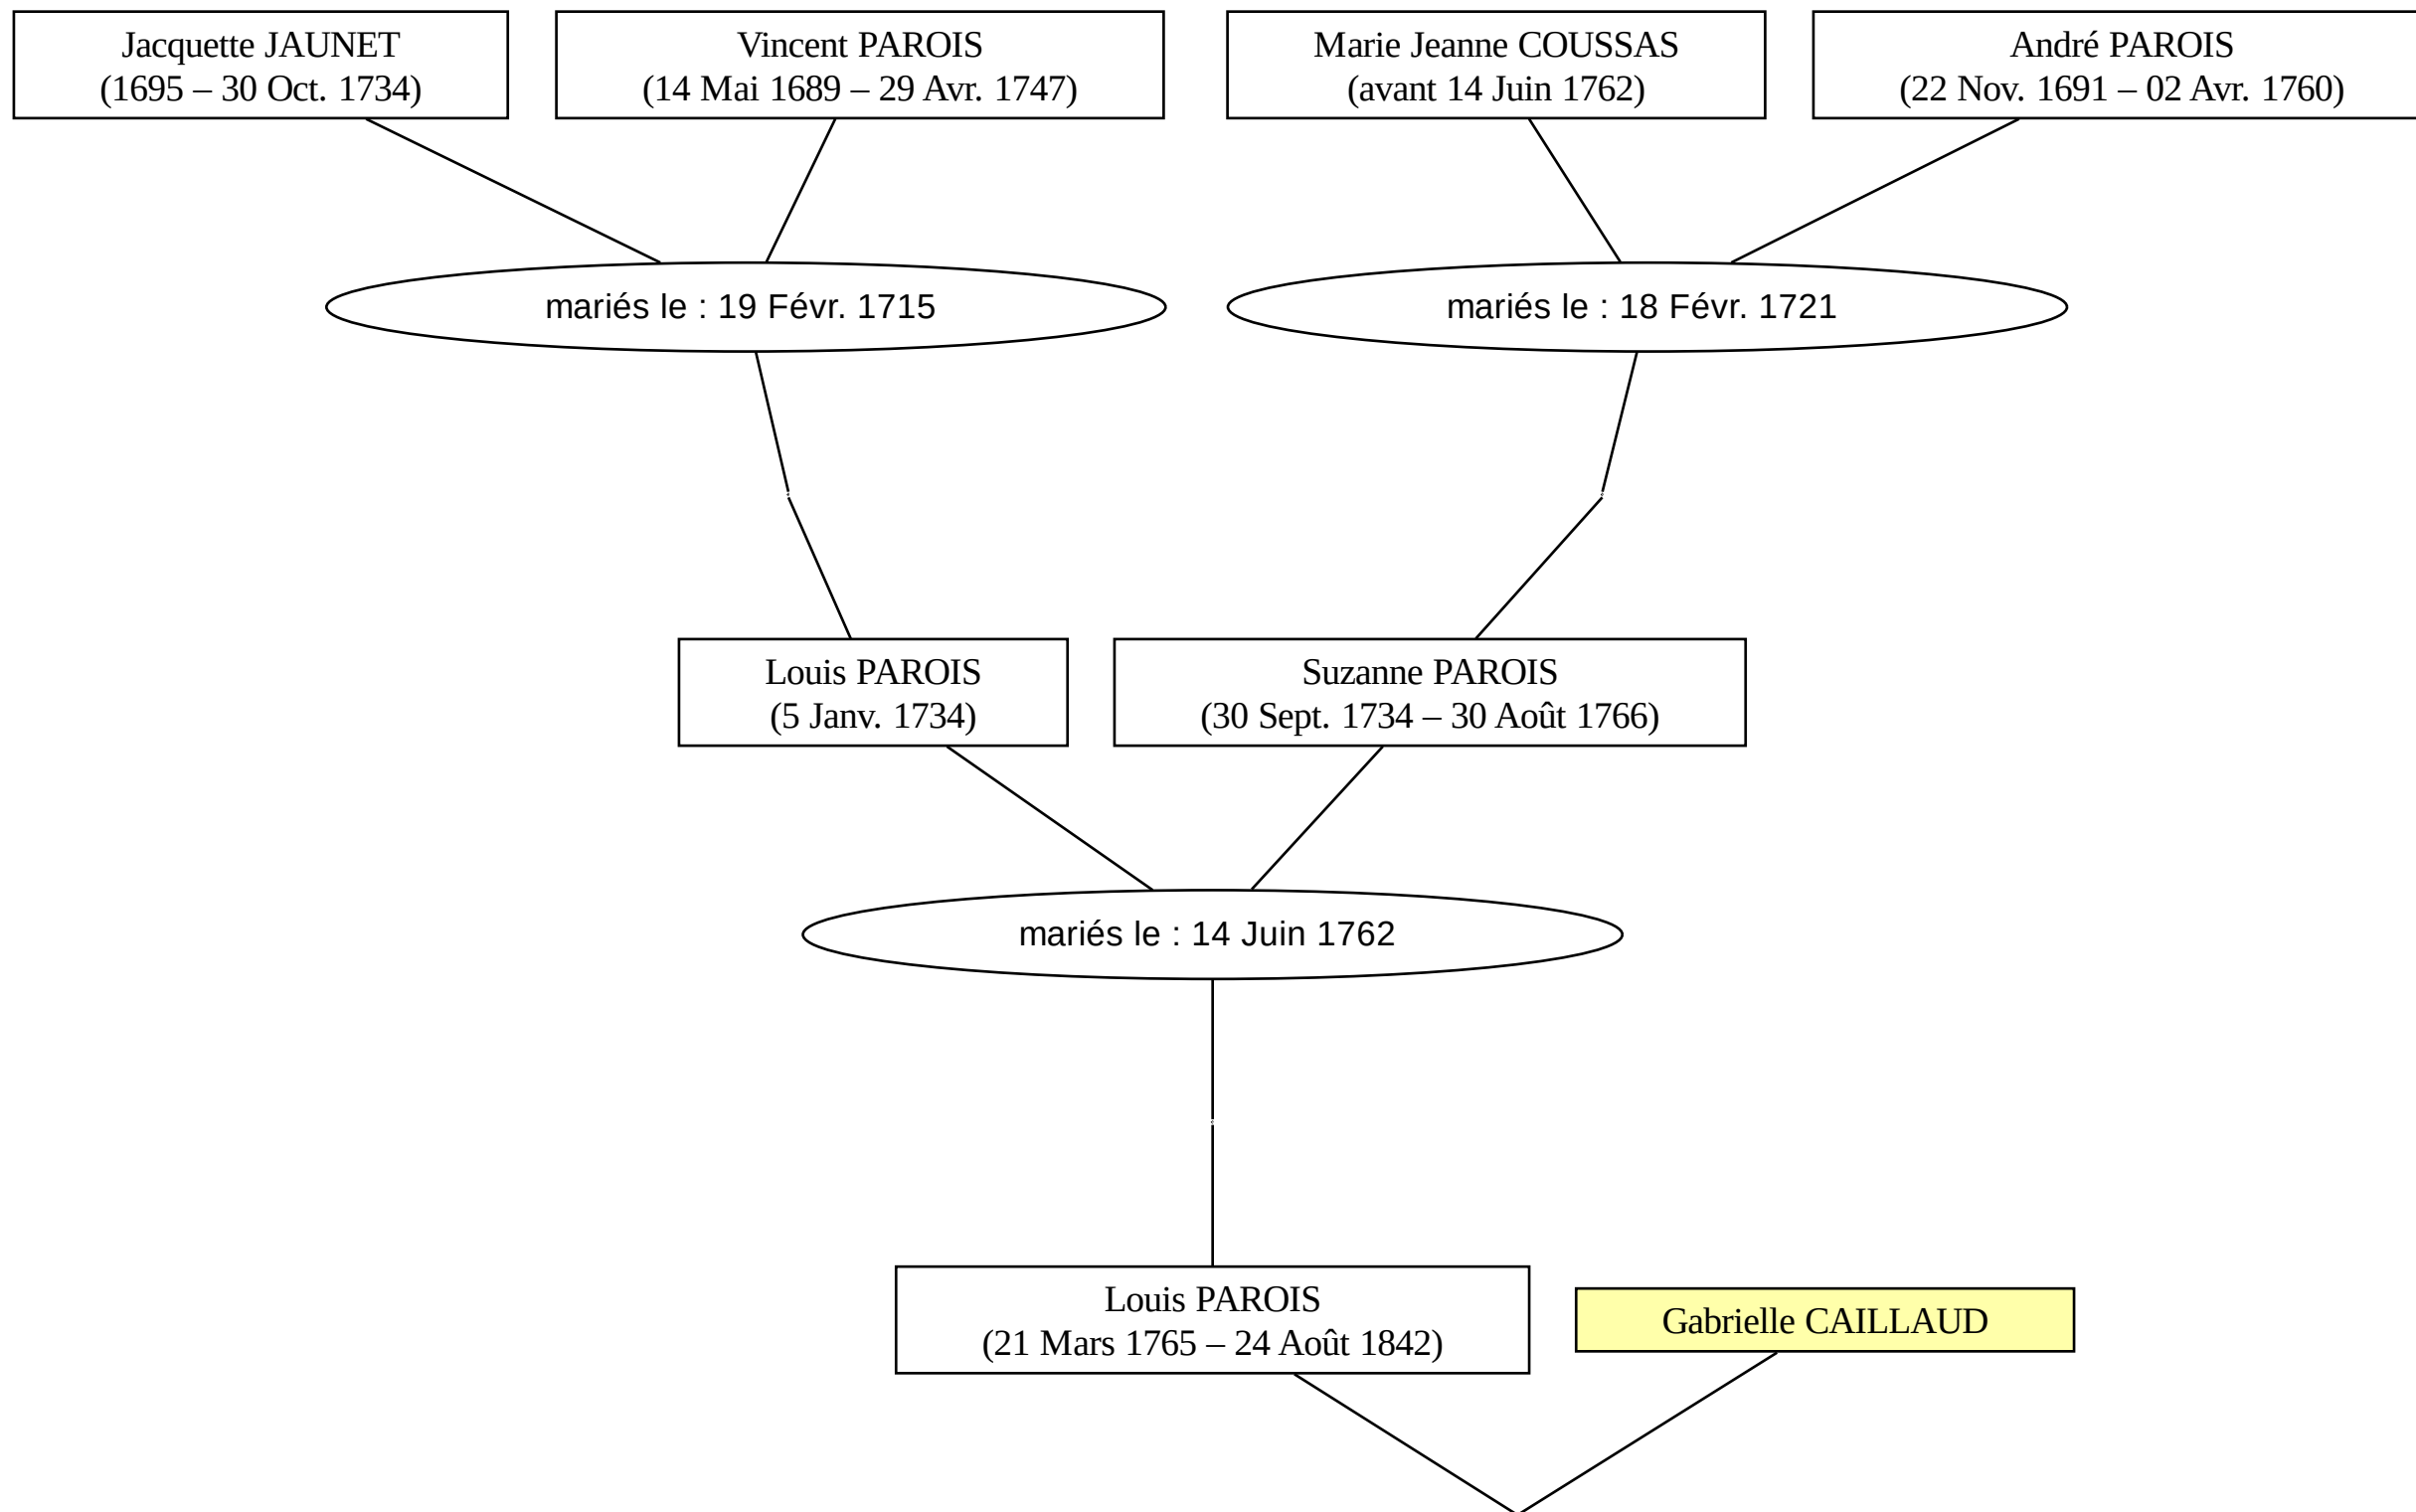 Jacquette JAUNET
(1695 – 30 Oct. 1734)
Vincent PAROIS
(14 Mai 1689 – 29 Avr. 1747)
Marie Jeanne COUSSAS
(avant 14 Juin 1762)
André PAROIS
(22 Nov. 1691 – 02 Avr. 1760)
mariés le : 19 Févr. 1715
mariés le : 18 Févr. 1721
Louis PAROIS
(5 Janv. 1734)
Suzanne PAROIS
(30 Sept. 1734 – 30 Août 1766)
mariés le : 14 Juin 1762
Louis PAROIS
(21 Mars 1765 – 24 Août 1842)
Gabrielle CAILLAUD